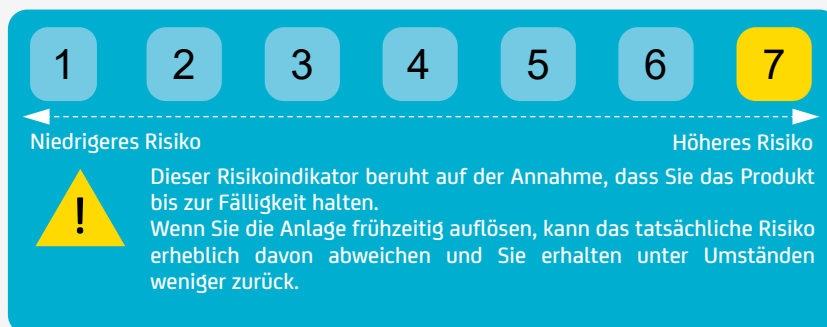 1 2 3 4 5 6 7
Niedrigeres Risiko Höheres Risiko
!
Dieser Risikoindikator beruht auf der Annahme, dass Sie das Produkt
bis zur Fälligkeit halten.
Wenn Sie die Anlage frühzeitig auflösen, kann das tatsächliche Risiko
erheblich davon abweichen und Sie erhalten unter Umständen
weniger zurück.